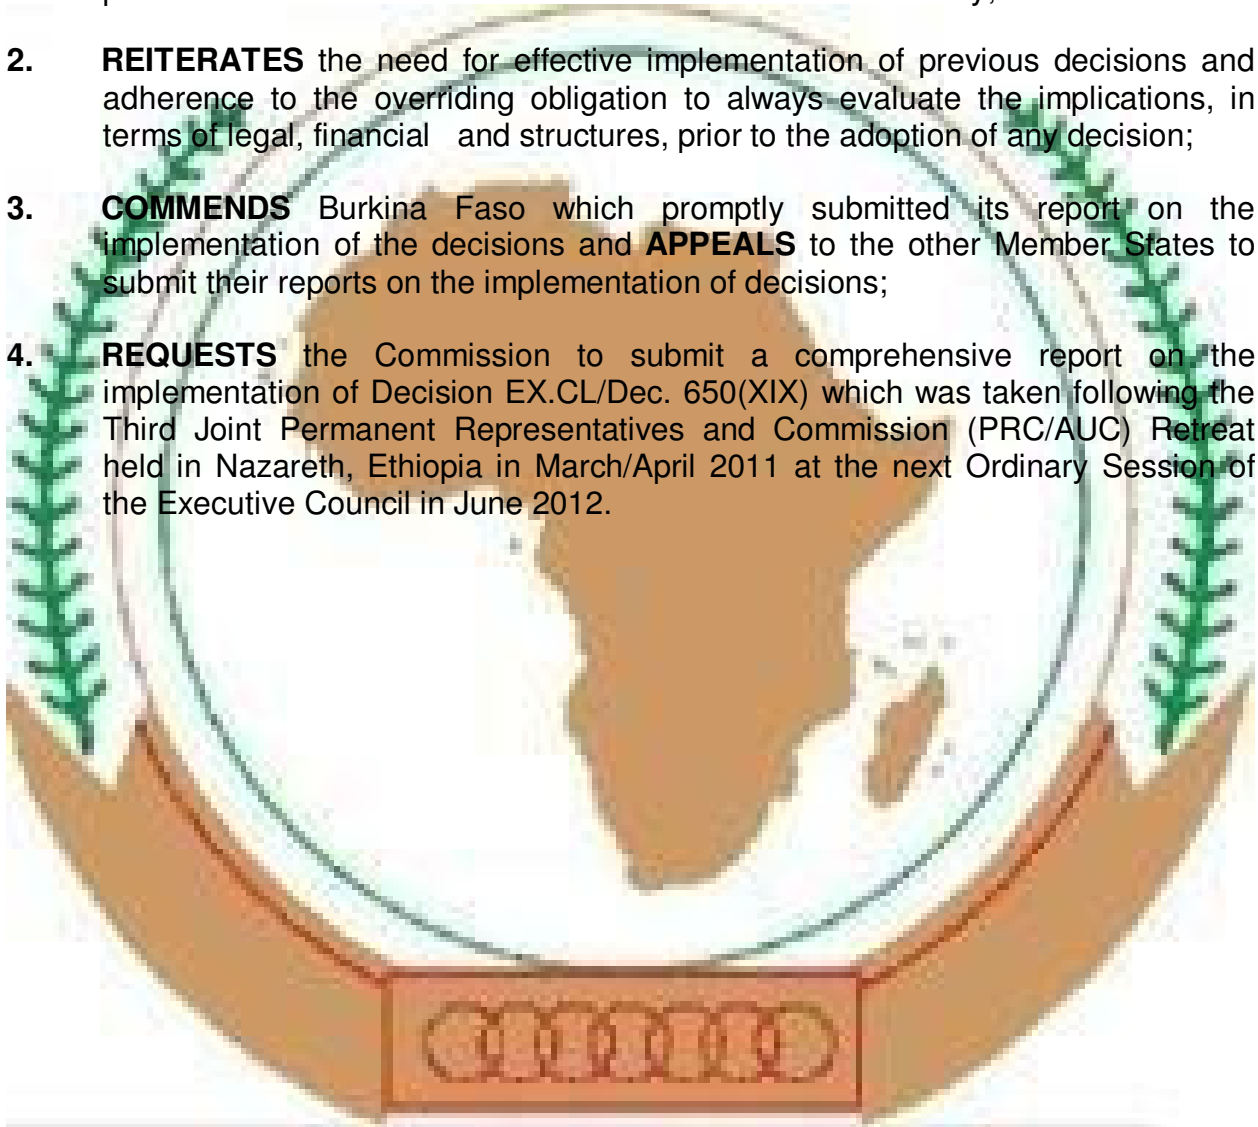 2. REITERATES the need for effective implementation of previous decisions and
adherence to the overriding obligation to always evaluate the implications, in
terms of legal, financial and structures, prior to the adoption of any decision;
3. COMMENDS Burkina Faso which promptly submitted its report on the
implementation of the decisions and APPEALS to the other Member States to
submit their reports on the implementation of decisions;
4. REQUESTS the Commission to submit a comprehensive report on the
implementation of Decision EX.CL/Dec. 650(XIX) which was taken following the
Third Joint Permanent Representatives and Commission (PRC/AUC) Retreat
held in Nazareth, Ethiopia in March/April 2011 at the next Ordinary Session of
the Executive Council in June 2012.